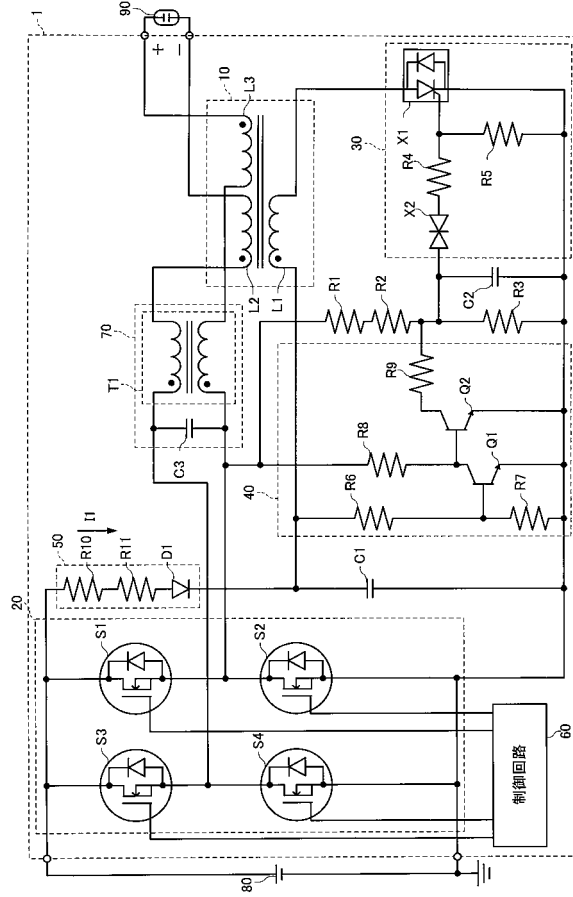 1
20
50
I1
R10
R11
D1
S1
S2
S3
S4
80
60
制御回路
C1
70
T1
C3
10
L1
L2
L3
90
+
−
40
R6
R7
R8
R9
Q1
Q2
R1
R2
R3
C2
30
X1
X2
R4
R5